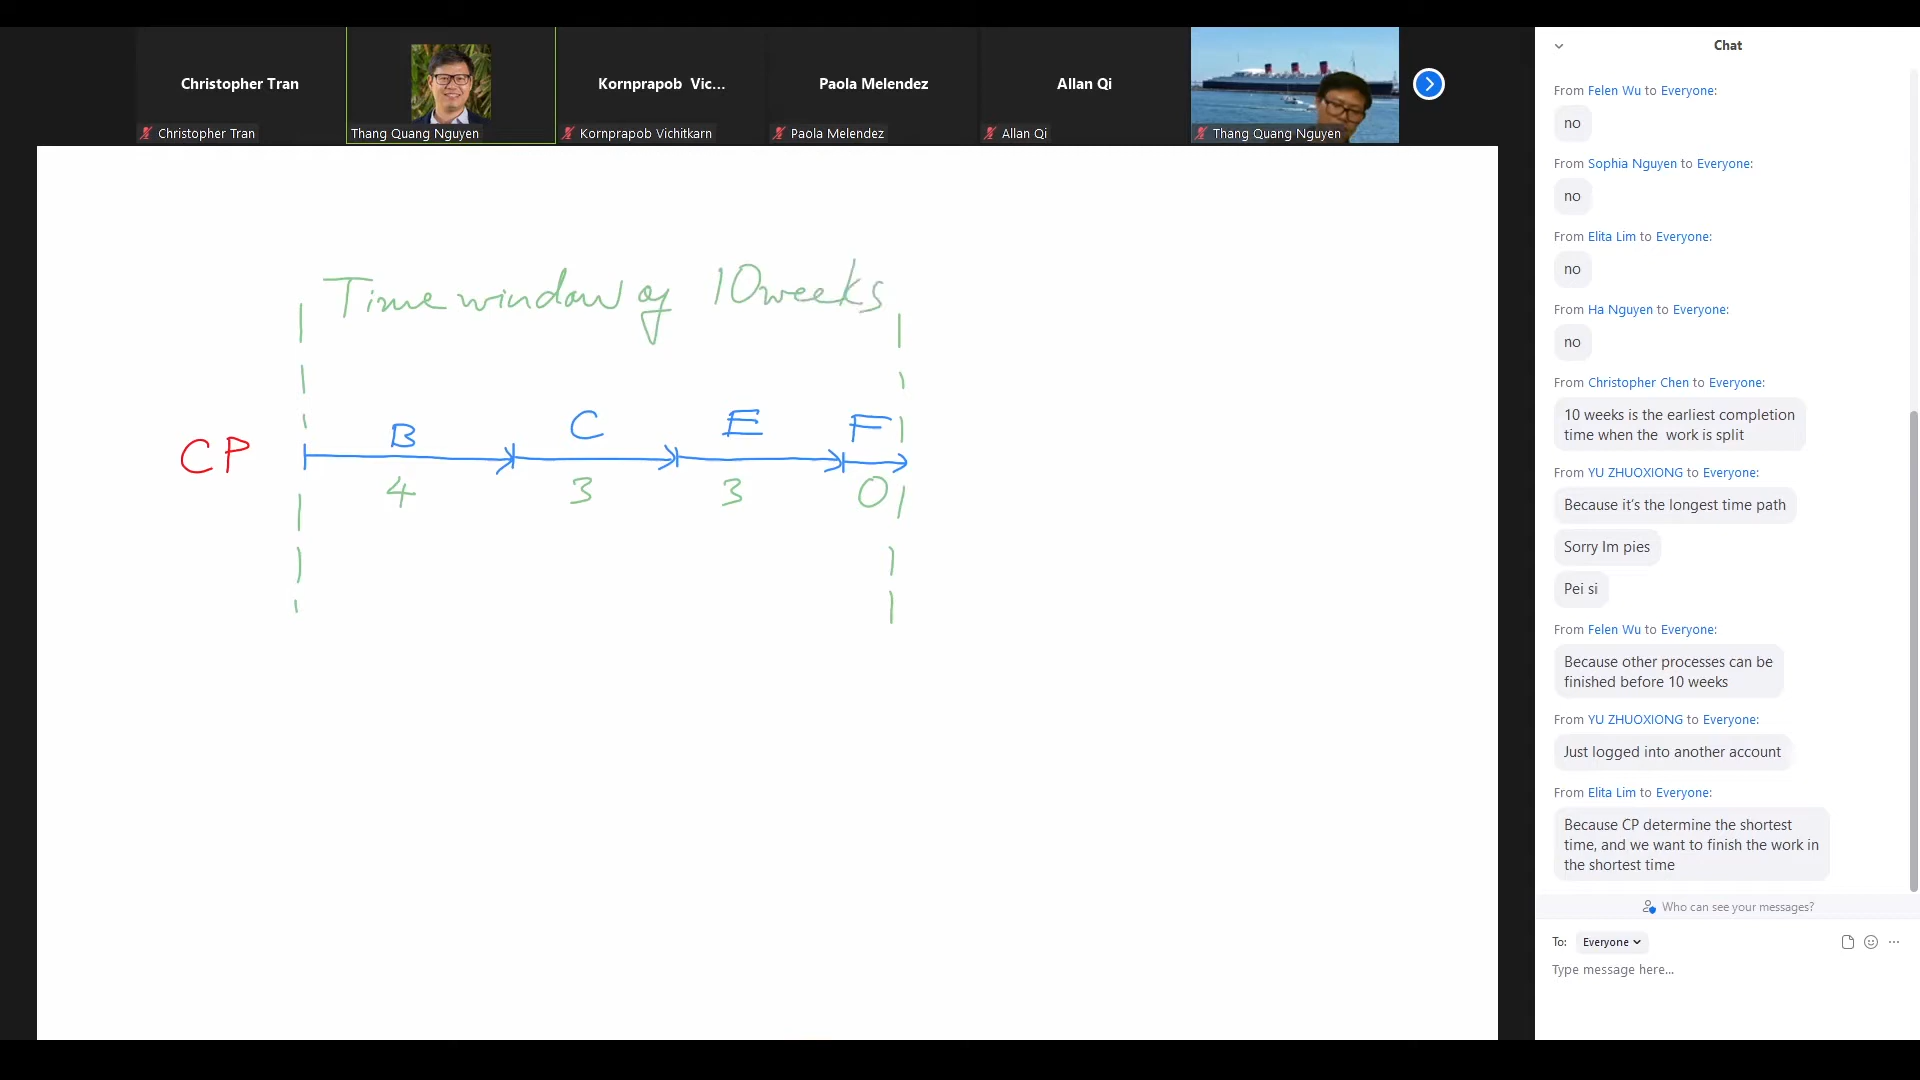 Christopher Tran
Kornprapob Vic...
Paola Melendez
Allan Qi
Christopher Tran
Thang Quang Nguyen
Kornprapob Vichitkarn
Paola Melendez
Allan Qi
Thang Quang Nguyen
Time window of 10 weeks
CP
B C E F
4 3 3 0
Chat
From Felen Wu to Everyone:
no
From Sophia Nguyen to Everyone:
no
From Elita Lim to Everyone:
no
From Ha Nguyen to Everyone:
no
From Christopher Chen to Everyone:
10 weeks is the earliest completion
time when the work is split
From YU ZHUOXIONG to Everyone:
Because it's the longest time path
Sorry Im pies
Pei si
From Felen Wu to Everyone:
Because other processes can be
finished before 10 weeks
From YU ZHUOXIONG to Everyone:
Just logged into another account
From Elita Lim to Everyone:
Because CP determine the shortest
time, and we want to finish the work in
the shortest time
Who can see your messages?
To: Everyone
Type message here...